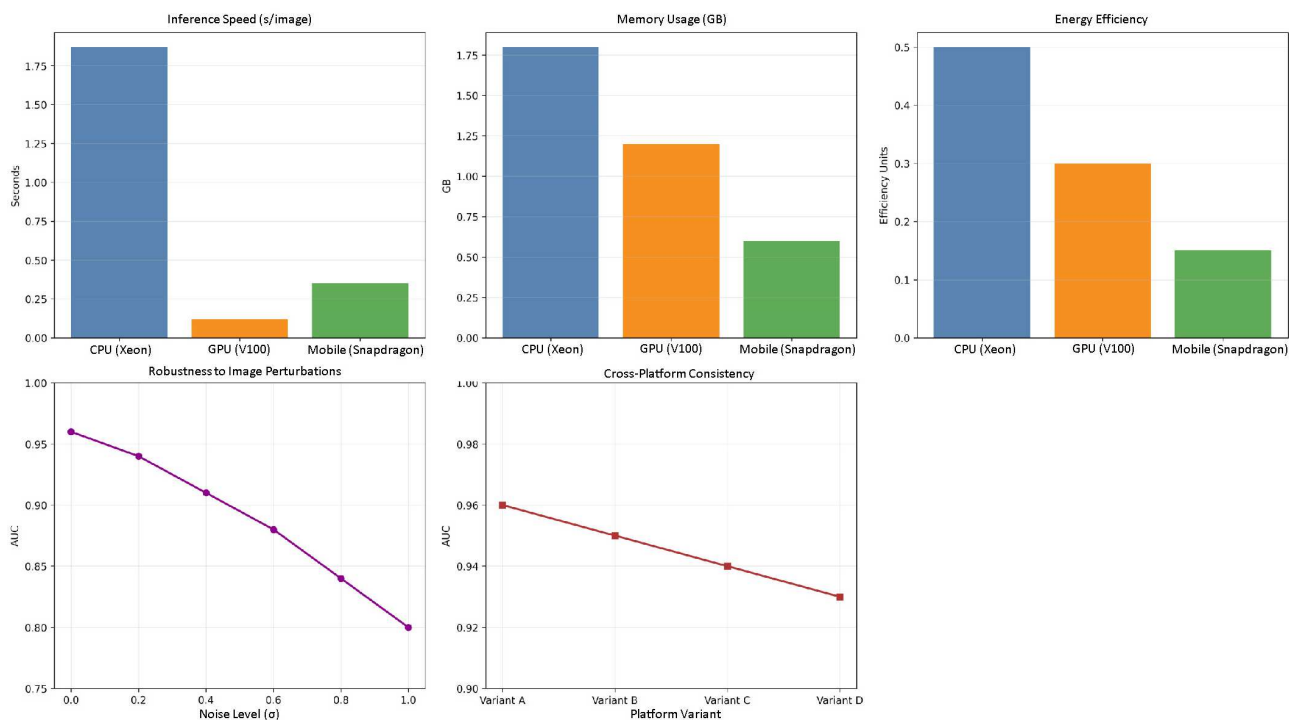 Inference Speed (s/image)
Seconds
1.75
1.50
1.25
1.00
0.75
0.50
0.25
0.00
CPU (Xeon) GPU (V100) Mobile (Snapdragon)
Memory Usage (GB)
GB
1.75
1.50
1.25
1.00
0.75
0.50
0.25
0.00
CPU (Xeon) GPU (V100) Mobile (Snapdragon)
Energy Efficiency
Efficiency Units
0.5
0.4
0.3
0.2
0.1
0.0
CPU (Xeon) GPU (V100) Mobile (Snapdragon)
Robustness to Image Perturbations
AUC
1.00
0.95
0.90
0.85
0.80
0.75
0.0 0.2 0.4 0.6 0.8 1.0
Noise Level (σ)
Cross-Platform Consistency
AUC
1.00
0.98
0.96
0.94
0.92
0.90
Variant A Variant B Variant C Variant D
Platform Variant